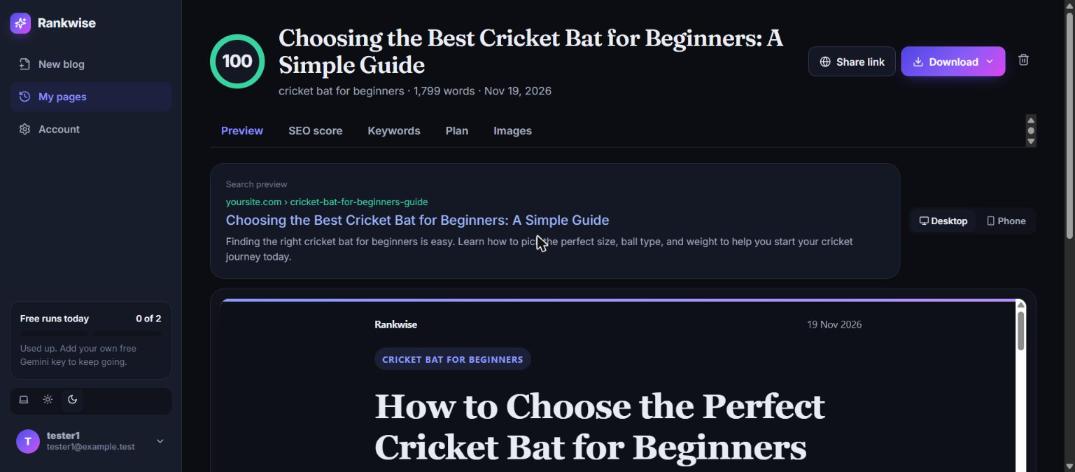 Rankwise
New blog
My pages
Account
Free runs today 0 of 2
Used up. Add your own free
Gemini key to keep going.
T
tester1
tester1@example.test
100
Choosing the Best Cricket Bat for Beginners: A
Simple Guide
cricket bat for beginners · 1,799 words · Nov 19, 2026
Share link
Download
Preview SEO score Keywords Plan Images
Search preview
yoursite.com › cricket-bat-for-beginners-guide
Choosing the Best Cricket Bat for Beginners: A Simple Guide
Finding the right cricket bat for beginners is easy. Learn how to pick the perfect size, ball type, and weight to help you start your cricket
journey today.
Desktop Phone
Rankwise 19 Nov 2026
CRICKET BAT FOR BEGINNERS
How to Choose the Perfect
Cricket Bat for Beginners